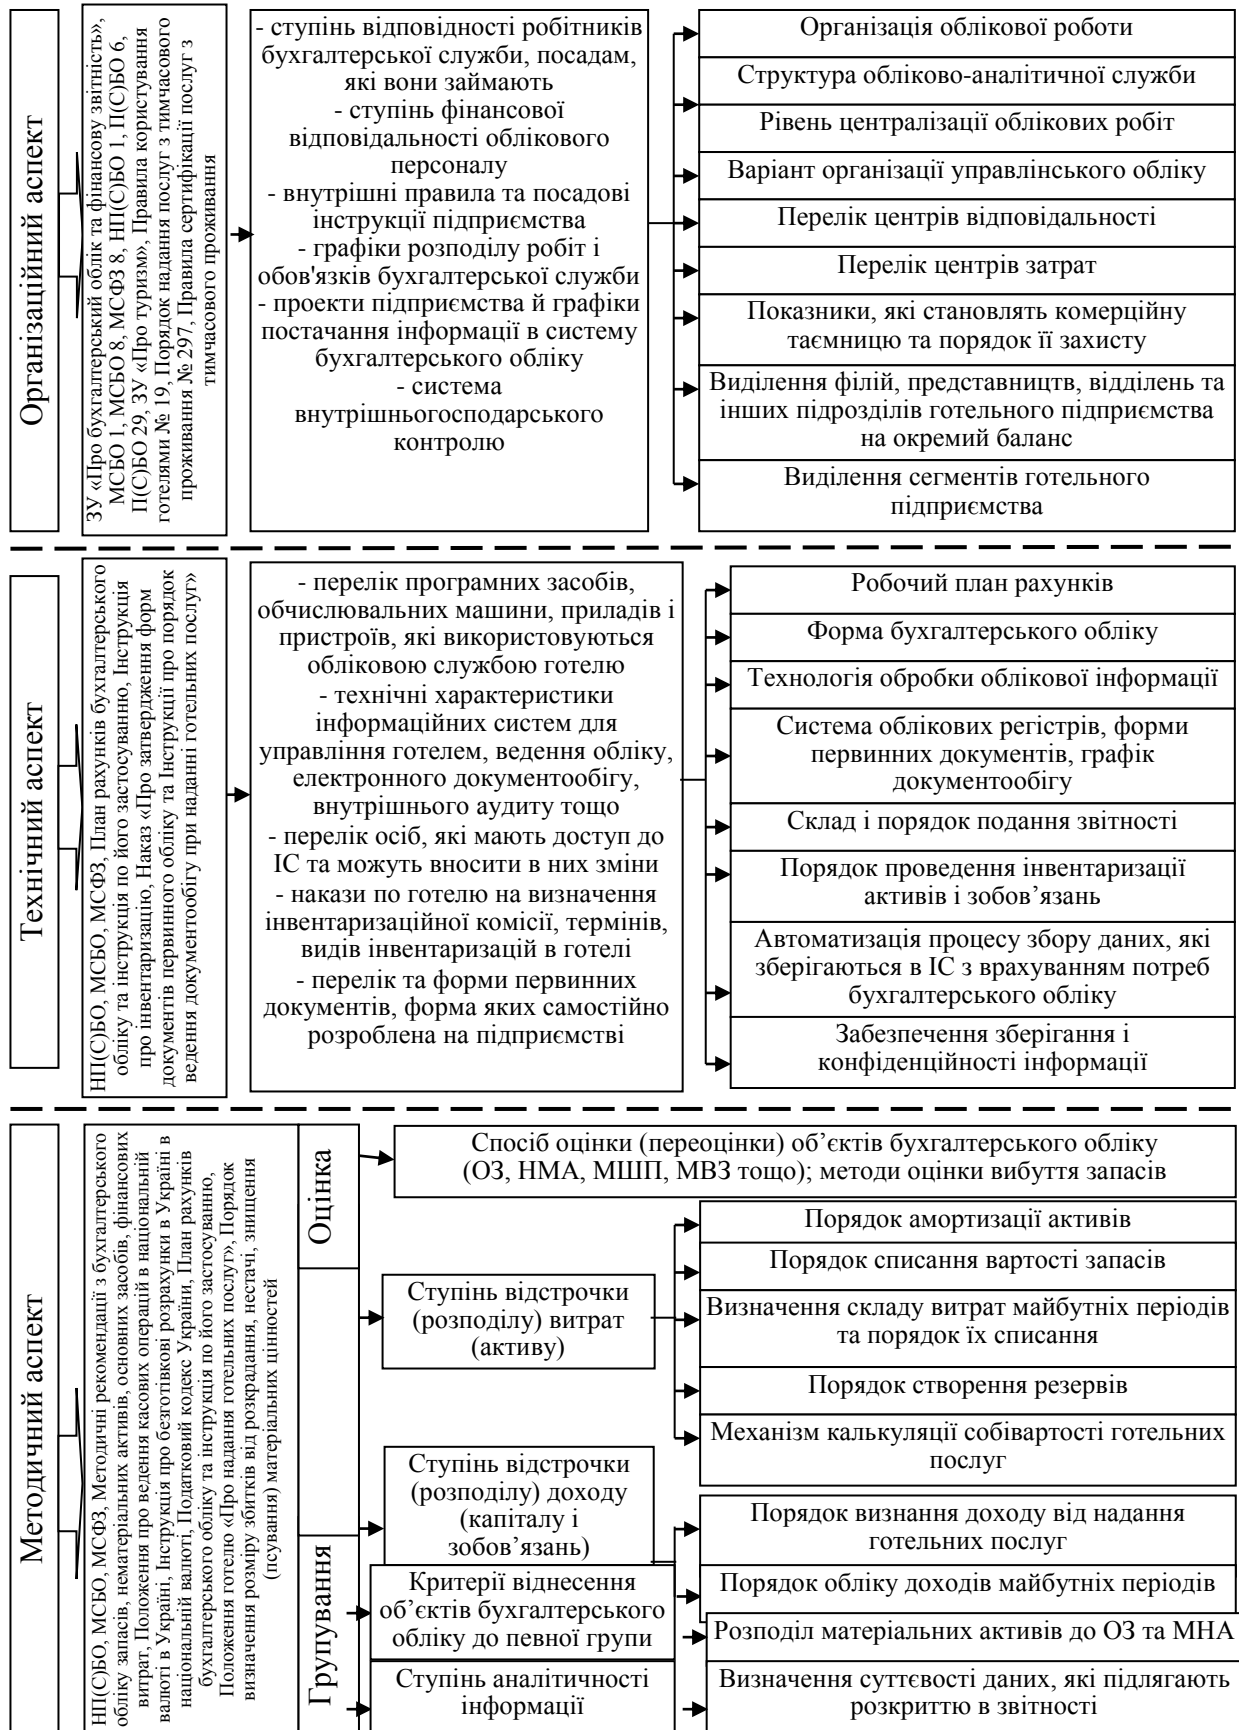 Організаційний аспект
ЗУ «Про бухгалтерський облік та фінансову звітність»,
МСБО 1, МСБО 8, МСФЗ 8, НП(С)БО 1, П(С)БО 6,
П(С)БО 29, ЗУ «Про туризм», Правила користування
готелями № 19, Порядок надання послуг з тимчасового
проживання № 297, Правила сертифікації послуг з
тимчасового проживання
- ступінь відповідності робітників
бухгалтерської служби, посадам,
які вони займають
- ступінь фінансової
відповідальності облікового
персоналу
- внутрішні правила та посадові
інструкції підприємства
- графіки розподілу робіт і
обов'язків бухгалтерської служби
- проекти підприємства й графіки
постачання інформації в систему
бухгалтерського обліку
- система
внутрішньогосподарського
контролю
Організація облікової роботи
Структура обліково-аналітичної служби
Рівень централізації облікових робіт
Варіант організації управлінського обліку
Перелік центрів відповідальності
Перелік центрів затрат
Показники, які становлять комерційну
таємницю та порядок її захисту
Виділення філій, представництв, відділень та
інших підрозділів готельного підприємства
на окремий баланс
Виділення сегментів готельного
підприємства
Технічний аспект
НП(С)БО, МСБО, МСФЗ, План рахунків бухгалтерського
обліку та інструкція по його застосуванню, Інструкція
про інвентаризацію, Наказ «Про затвердження форм
документів первинного обліку та Інструкції про порядок
ведення документообігу при наданні готельних послуг»
- перелік програмних засобів,
обчислювальних машини, приладів і
пристроїв, які використовуються
обліковою службою готелю
- технічні характеристики
інформаційних систем для
управління готелем, ведення обліку,
електронного документообігу,
внутрішнього аудиту тощо
- перелік осіб, які мають доступ до
ІС та можуть вносити в них зміни
- накази по готелю на визначення
інвентаризаційної комісії, термінів,
видів інвентаризацій в готелі
- перелік та форми первинних
документів, форма яких самостійно
розроблена на підприємстві
Робочий план рахунків
Форма бухгалтерського обліку
Технологія обробки облікової інформації
Система облікових регістрів, форми
первинних документів, графік
документообігу
Склад і порядок подання звітності
Порядок проведення інвентаризації
активів і зобов’язань
Автоматизація процесу збору даних, які
зберігаються в ІС з врахуванням потреб
бухгалтерського обліку
Забезпечення зберігання і
конфіденційності інформації
Методичний аспект
НП(С)БО, МСБО, МСФЗ, Методичні рекомендації з бухгалтерського
обліку запасів, нематеріальних активів, основних засобів, фінансових
витрат, Положення про ведення касових операцій в національній
валюті в Україні, Інструкція про безготівкові розрахунки в Україні в
національній валюті, Податковий кодекс України, План рахунків
бухгалтерського обліку та інструкція по його застосуванню,
Положення готелю «Про надання готельних послуг», Порядок
визначення розміру збитків від розкрадання, нестачі, знищення
(псування) матеріальних цінностей
Оцінка
Спосіб оцінки (переоцінки) об’єктів бухгалтерського обліку
(ОЗ, НМА, МШП, МВЗ тощо); методи оцінки вибуття запасів
Ступінь відстрочки
(розподілу) витрат
(активу)
Порядок амортизації активів
Порядок списання вартості запасів
Визначення складу витрат майбутніх періодів
та порядок їх списання
Порядок створення резервів
Механізм калькуляції собівартості готельних
послуг
Ступінь відстрочки
(розподілу) доходу
(капіталу і
зобов’язань)
Порядок визнання доходу від надання
готельних послуг
Порядок обліку доходів майбутніх періодів
Групування
Критерії віднесення
об’єктів бухгалтерського
обліку до певної групи
Розподіл матеріальних активів до ОЗ та МНА
Ступінь аналітичності
інформації
Визначення суттєвості даних, які підлягають
розкриттю в звітності